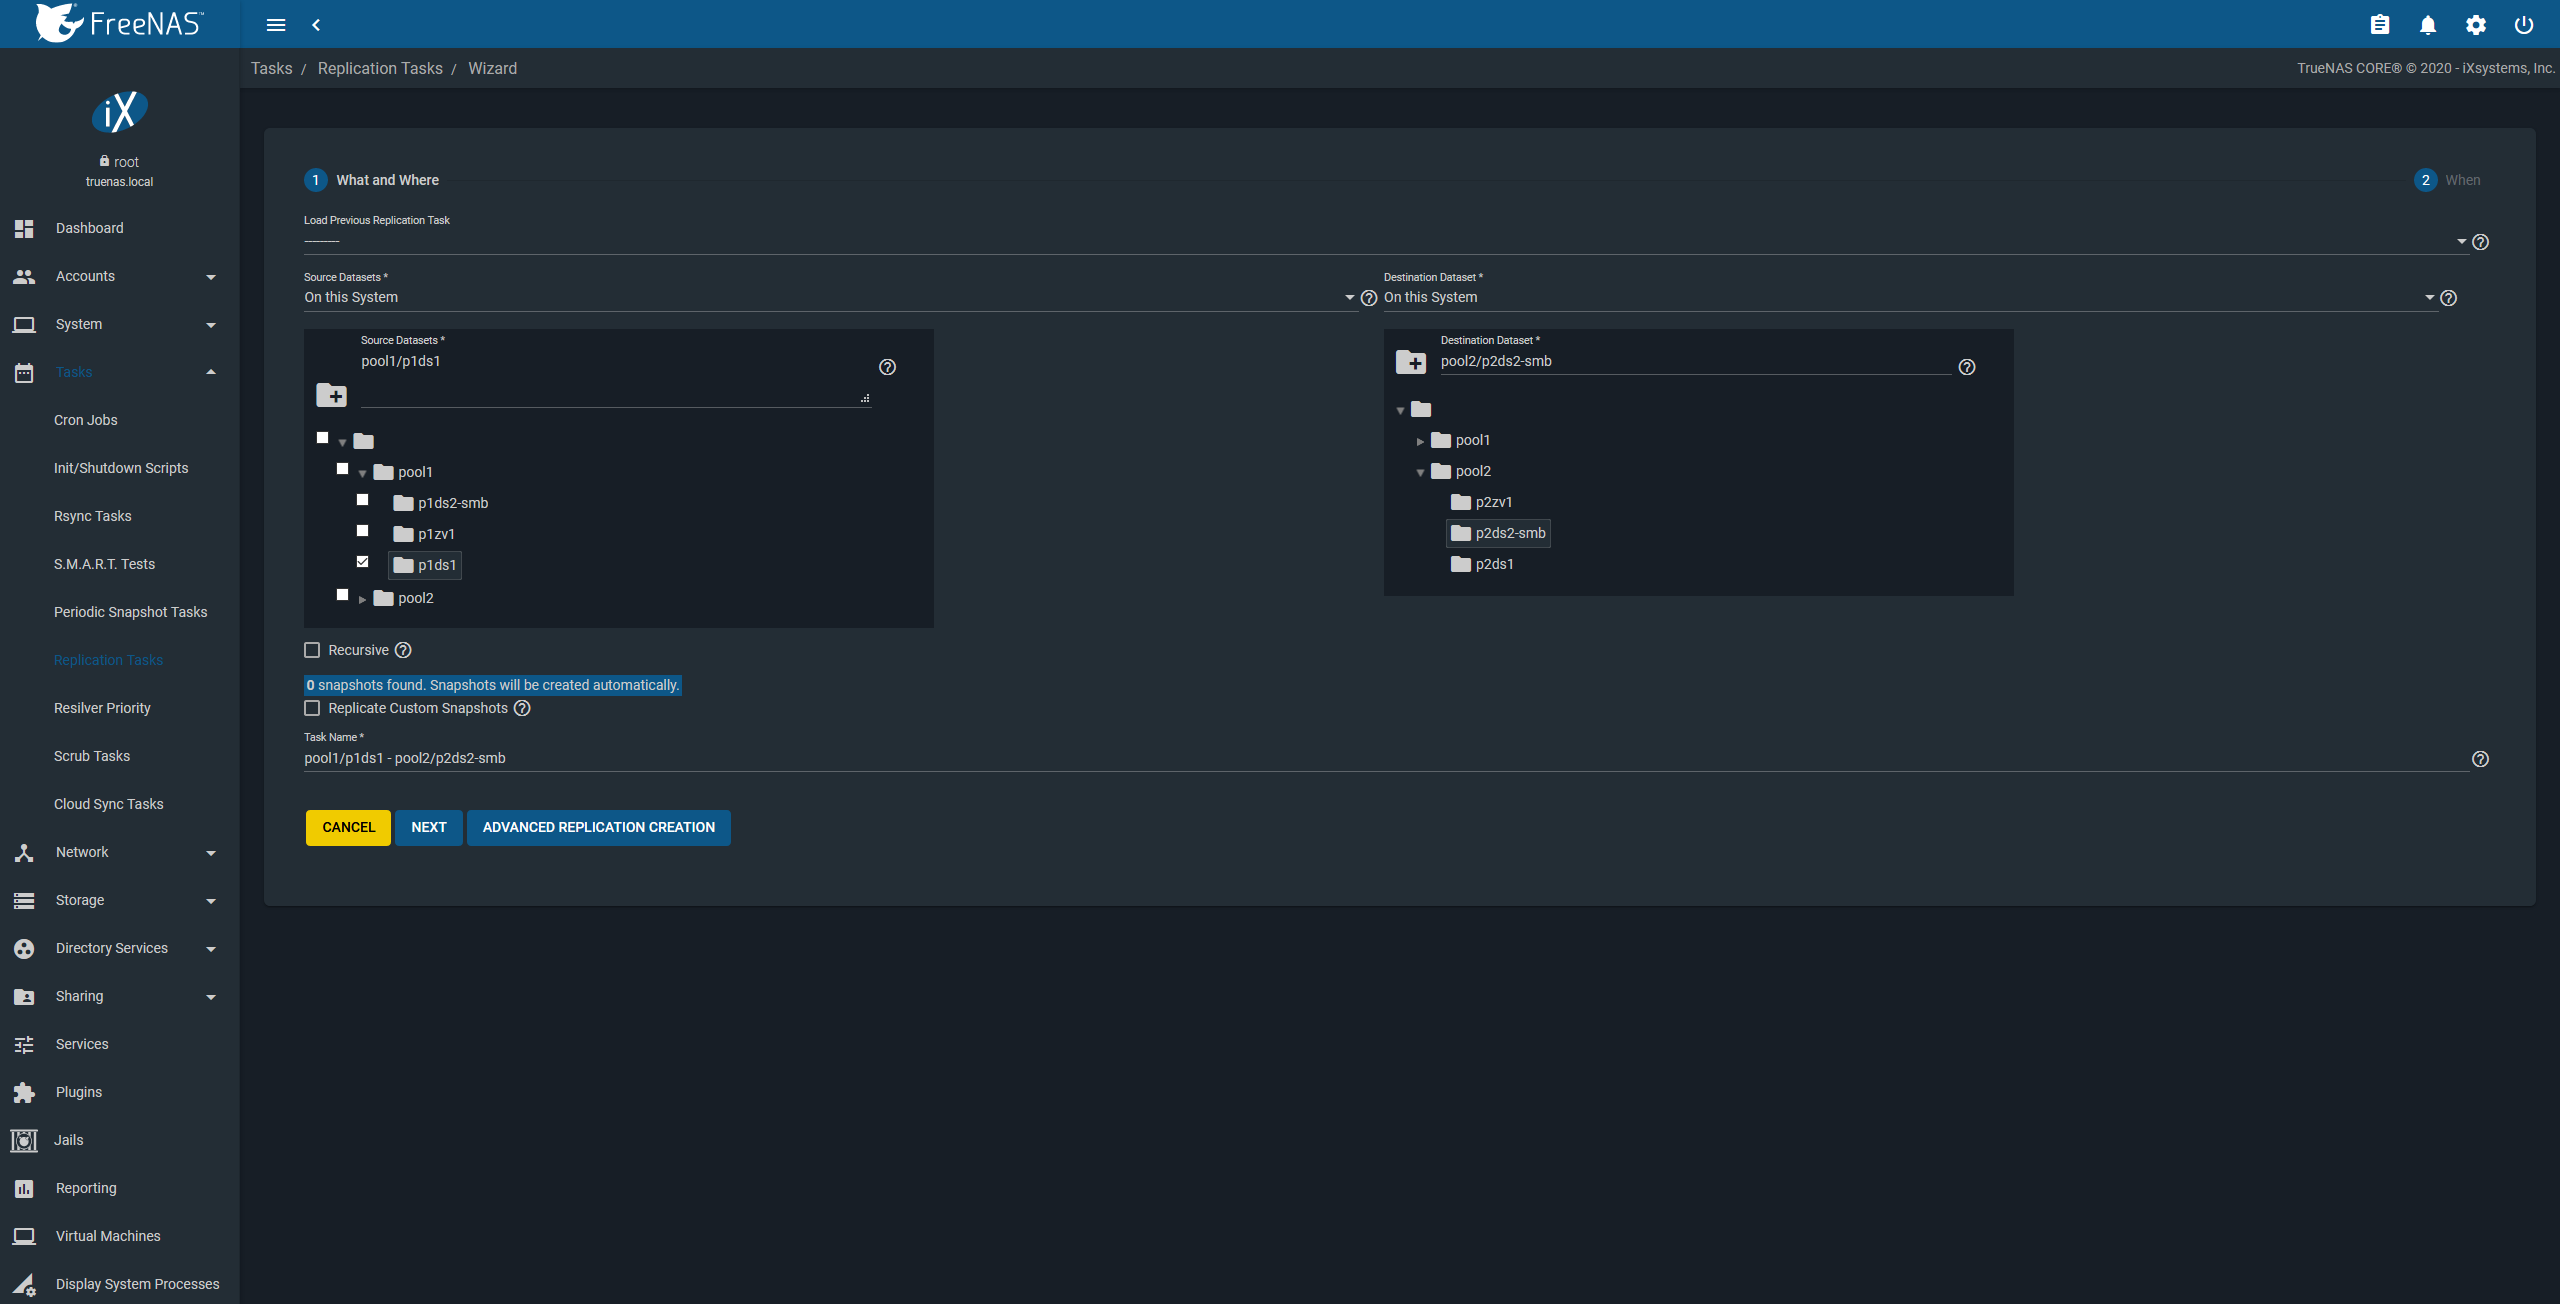 FreeNAS™
Tasks / Replication Tasks / Wizard
TrueNAS CORE® © 2020 - iXsystems, Inc.
iX
root
truenas.local
Dashboard
Accounts
System
Tasks
Cron Jobs
Init/Shutdown Scripts
Rsync Tasks
S.M.A.R.T. Tests
Periodic Snapshot Tasks
Replication Tasks
Resilver Priority
Scrub Tasks
Cloud Sync Tasks
Network
Storage
Directory Services
Sharing
Services
Plugins
Jails
Reporting
Virtual Machines
Display System Processes
1 What and Where
2 When
Load Previous Replication Task
---------
Source Datasets *
On this System
Destination Dataset *
On this System
Source Datasets *
pool1/p1ds1
pool1
p1ds2-smb
p1zv1
p1ds1
pool2
Destination Dataset *
pool2/p2ds2-smb
pool1
pool2
p2zv1
p2ds2-smb
p2ds1
Recursive
0 snapshots found. Snapshots will be created automatically.
Replicate Custom Snapshots
Task Name *
pool1/p1ds1 - pool2/p2ds2-smb
CANCEL
NEXT
ADVANCED REPLICATION CREATION